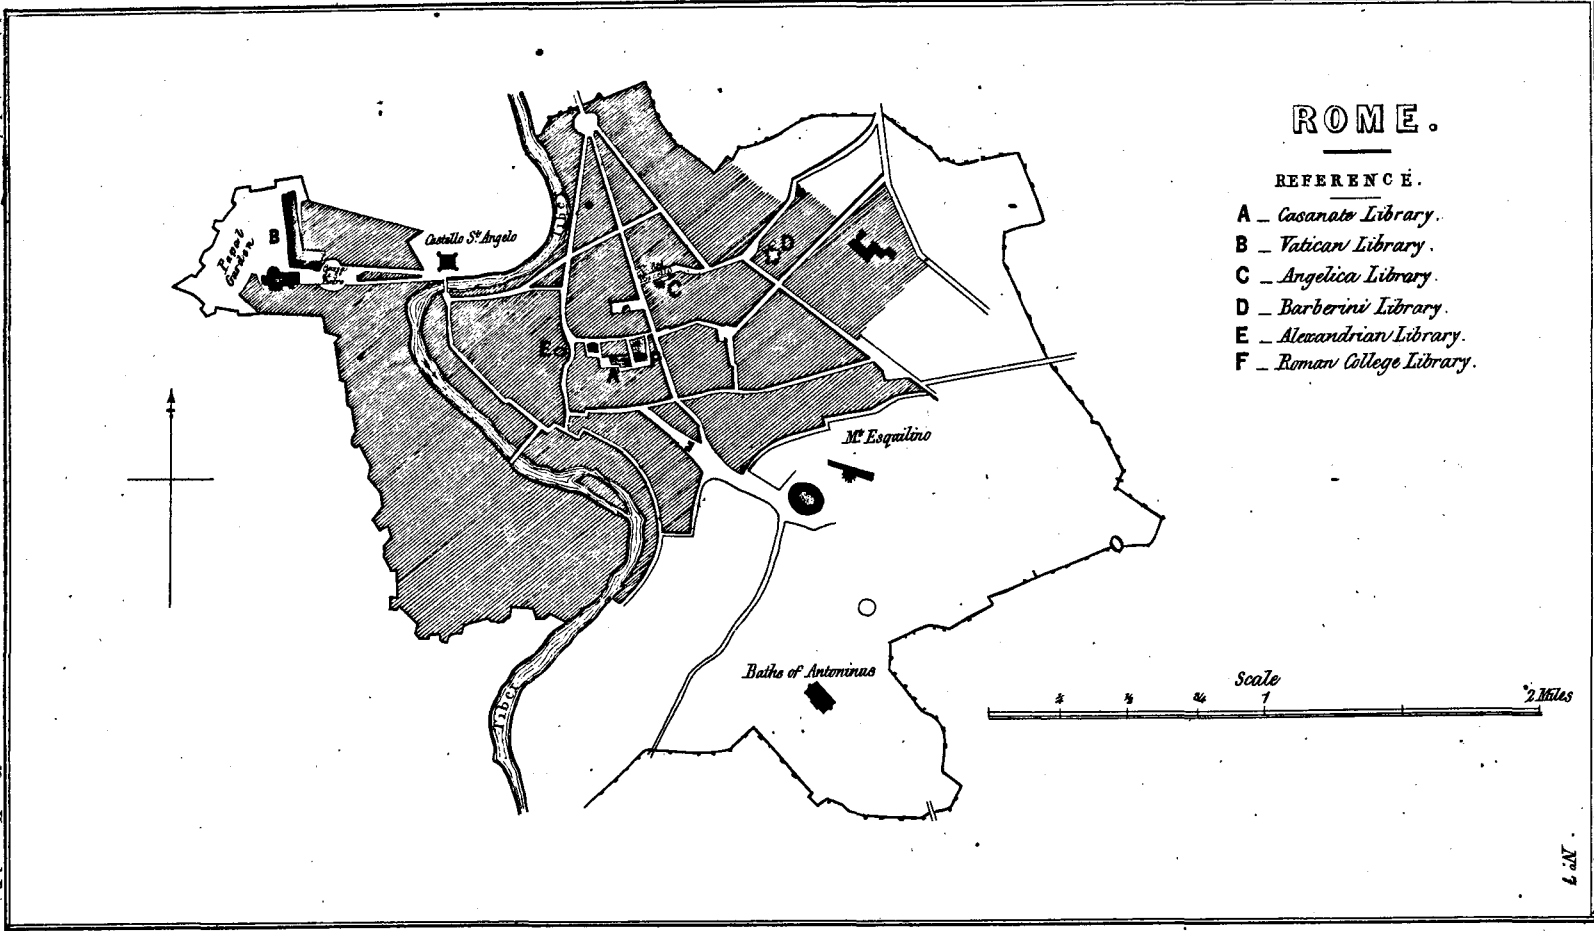 ROME.
REFERENCE.
A _ Casanate Library.
B _ Vatican Library.
C _ Angelica Library.
D _ Barberini Library.
E _ Alexandrian Library.
F _ Roman College Library.
Tiber
B
Papal
Garden
Castello St. Angelo
D
C
E
F
A
Mt. Esquilino
Baths of Antoninus
Tiber
Scale
1/4 1/2 3/4 1 2 Miles
No. 7